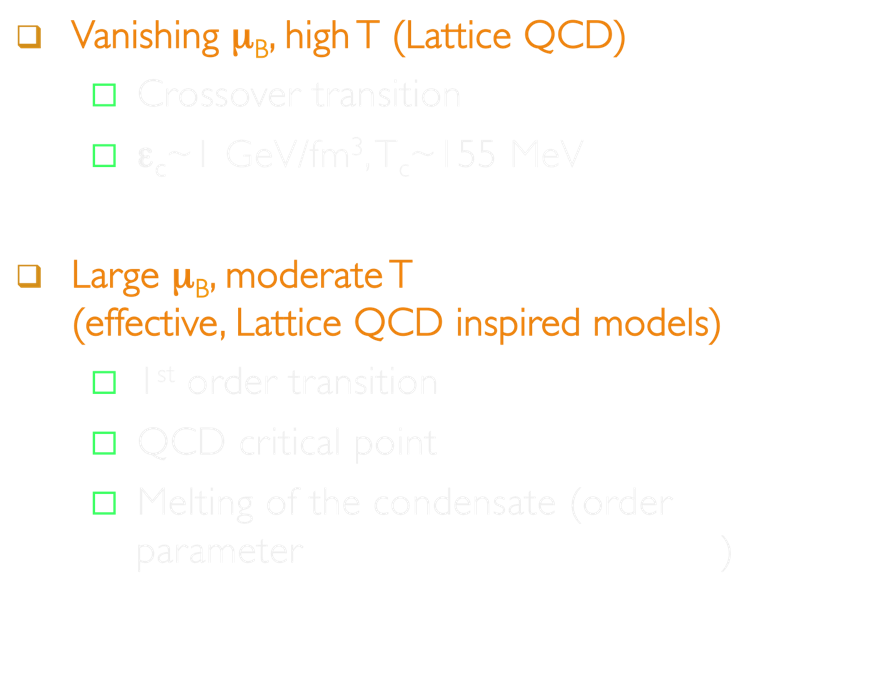 ❑ Vanishing μB, high T (Lattice QCD)
□ Crossover transition
□ εc~1 GeV/fm³, Tc~155 MeV
❑ Large μB, moderate T
(effective, Lattice QCD inspired models)
□ 1st order transition
□ QCD critical point
□ Melting of the condensate (order
parameter )